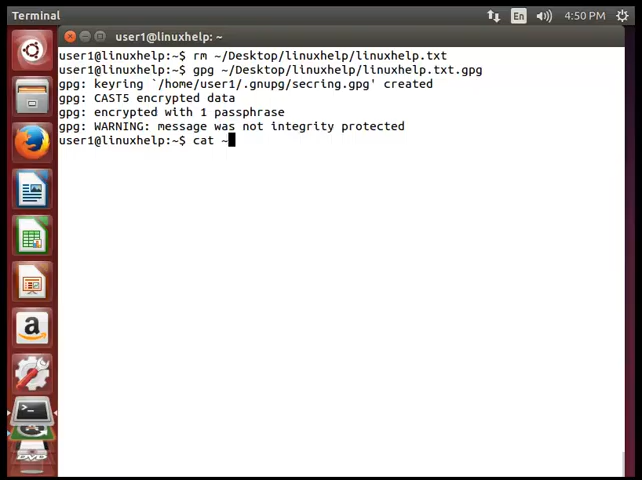 Terminal
En
4:50 PM
user1@linuxhelp: ~
user1@linuxhelp:~$ rm ~/Desktop/linuxhelp/linuxhelp.txt
user1@linuxhelp:~$ gpg ~/Desktop/linuxhelp/linuxhelp.txt.gpg
gpg: keyring `/home/user1/.gnupg/secring.gpg' created
gpg: CAST5 encrypted data
gpg: encrypted with 1 passphrase
gpg: WARNING: message was not integrity protected
user1@linuxhelp:~$ cat ~
a
>_
DVD